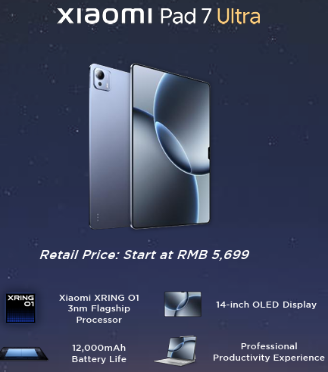 XIAOMI Pad 7 Ultra
Retail Price: Start at RMB 5,699
XRING
O1
Xiaomi XRING O1
3nm Flagship
Processor
14-inch OLED Display
12,000mAh
Battery Life
Professional
Productivity Experience